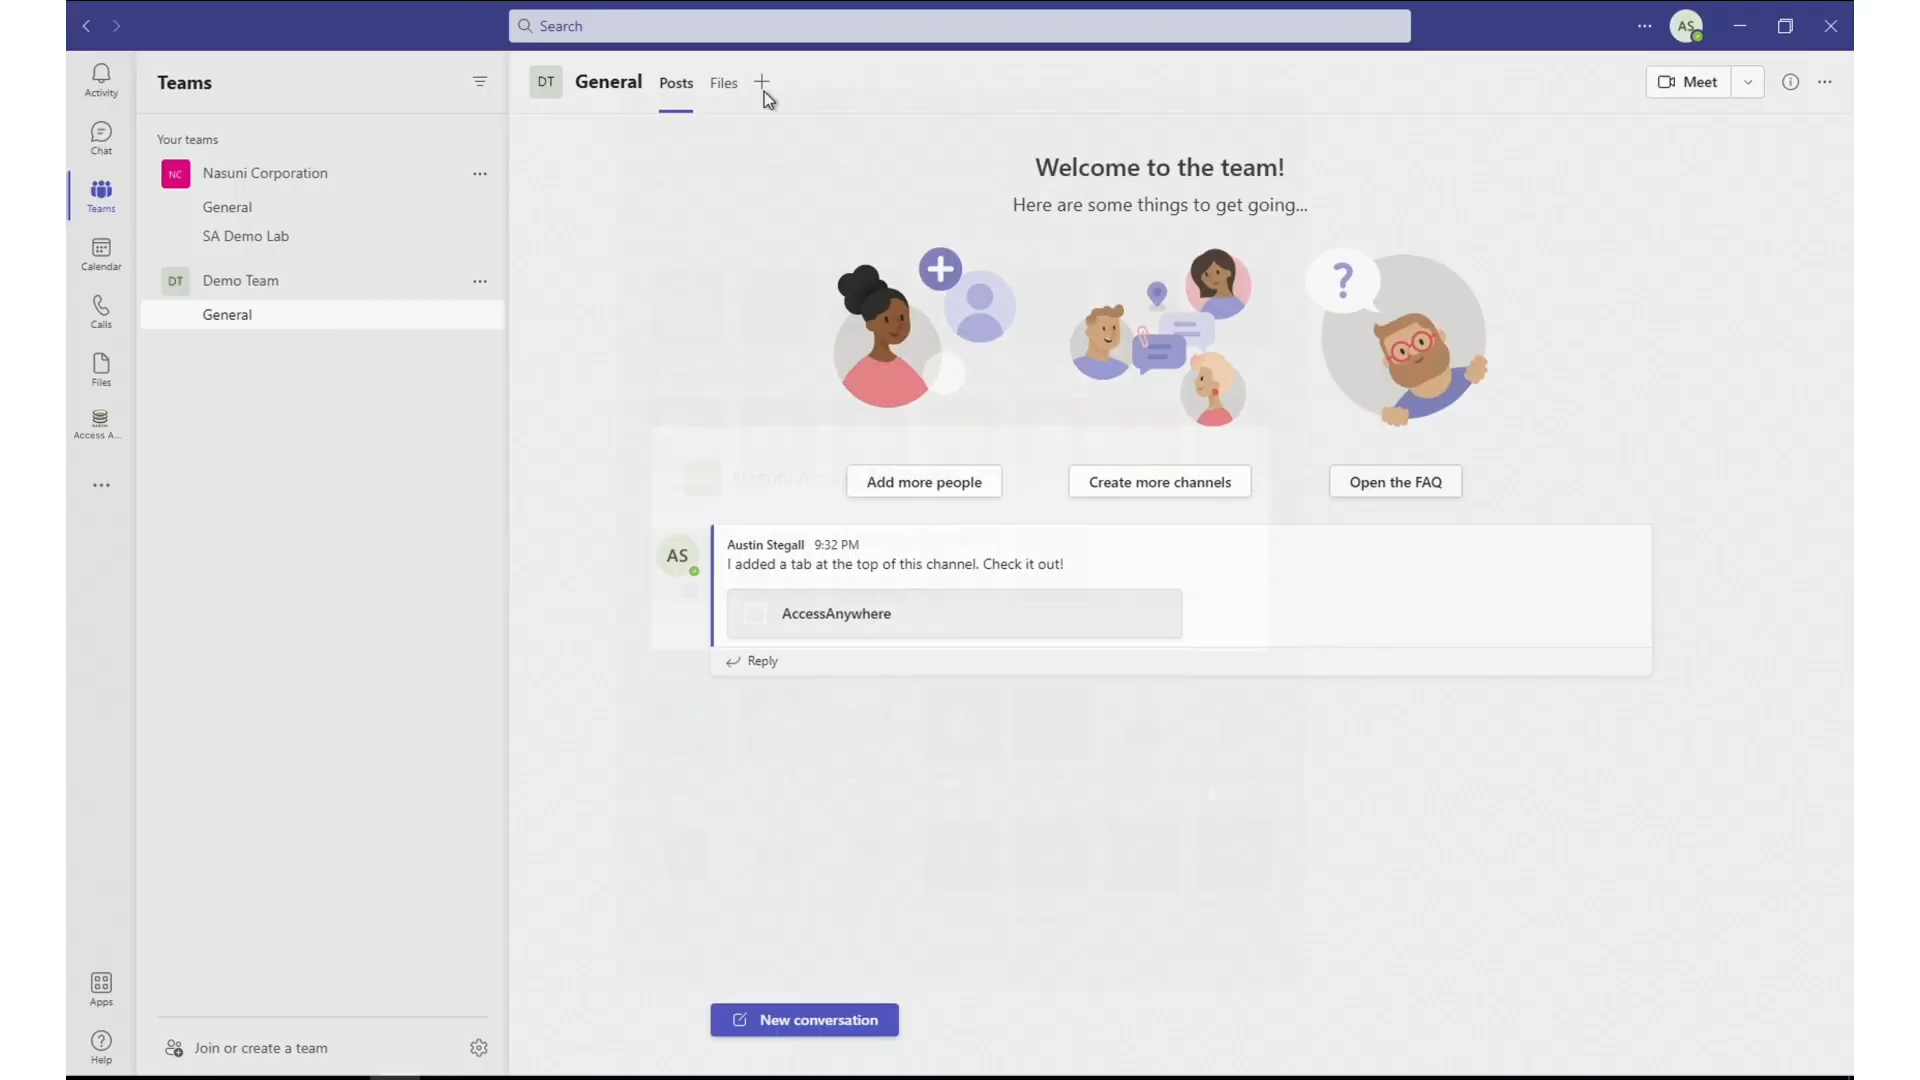 Search
AS
Activity
Chat
Teams
Calendar
Calls
Files
Access A...
Apps
Help
Teams
Your teams
NC
Nasuni Corporation
General
SA Demo Lab
DT
Demo Team
General
Join or create a team
DT
General
Posts
Files
Meet
Welcome to the team!
Here are some things to get going...
?
Add more people
Create more channels
Open the FAQ
AS
Austin Stegall 9:32 PM
I added a tab at the top of this channel. Check it out!
AccessAnywhere
Reply
New conversation